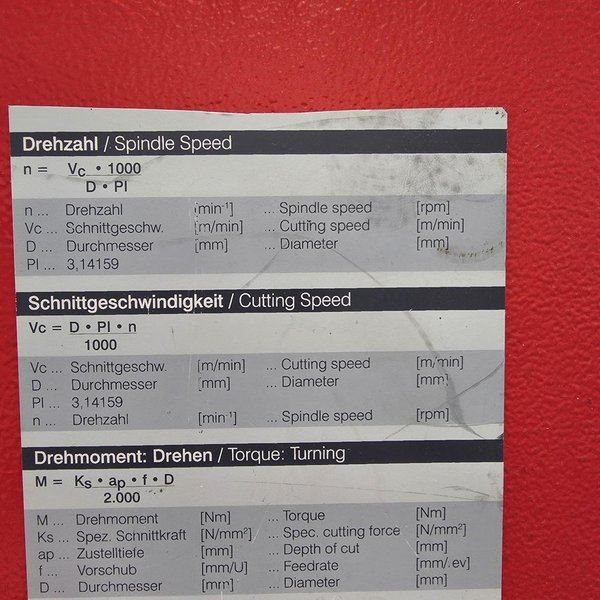 Drehzahl / Spindle Speed
n = Vc • 1000
D • PI
n ... Drehzahl [min⁻¹] ... Spindle speed [rpm]
Vc ... Schnittgeschw. [m/min] ... Cutting speed [m/min]
D ... Durchmesser [mm] ... Diameter [mm]
PI ... 3,14159
Schnittgeschwindigkeit / Cutting Speed
Vc = D • PI • n
1000
Vc ... Schnittgeschw. [m/min] ... Cutting speed [m/min]
D ... Durchmesser [mm] ... Diameter [mm]
PI ... 3,14159
n ... Drehzahl [min⁻¹] ... Spindle speed [rpm]
Drehmoment: Drehen / Torque: Turning
M = Ks • ap • f • D
2.000
M ... Drehmoment [Nm] ... Torque [Nm]
Ks ... Spez. Schnittkraft [N/mm²] ... Spec. cutting force [N/mm²]
ap ... Zustelltiefe [mm] ... Depth of cut [mm]
f ... Vorschub [mm/U] ... Feedrate [mm/rev]
D ... Durchmesser [mm] ... Diameter [mm]